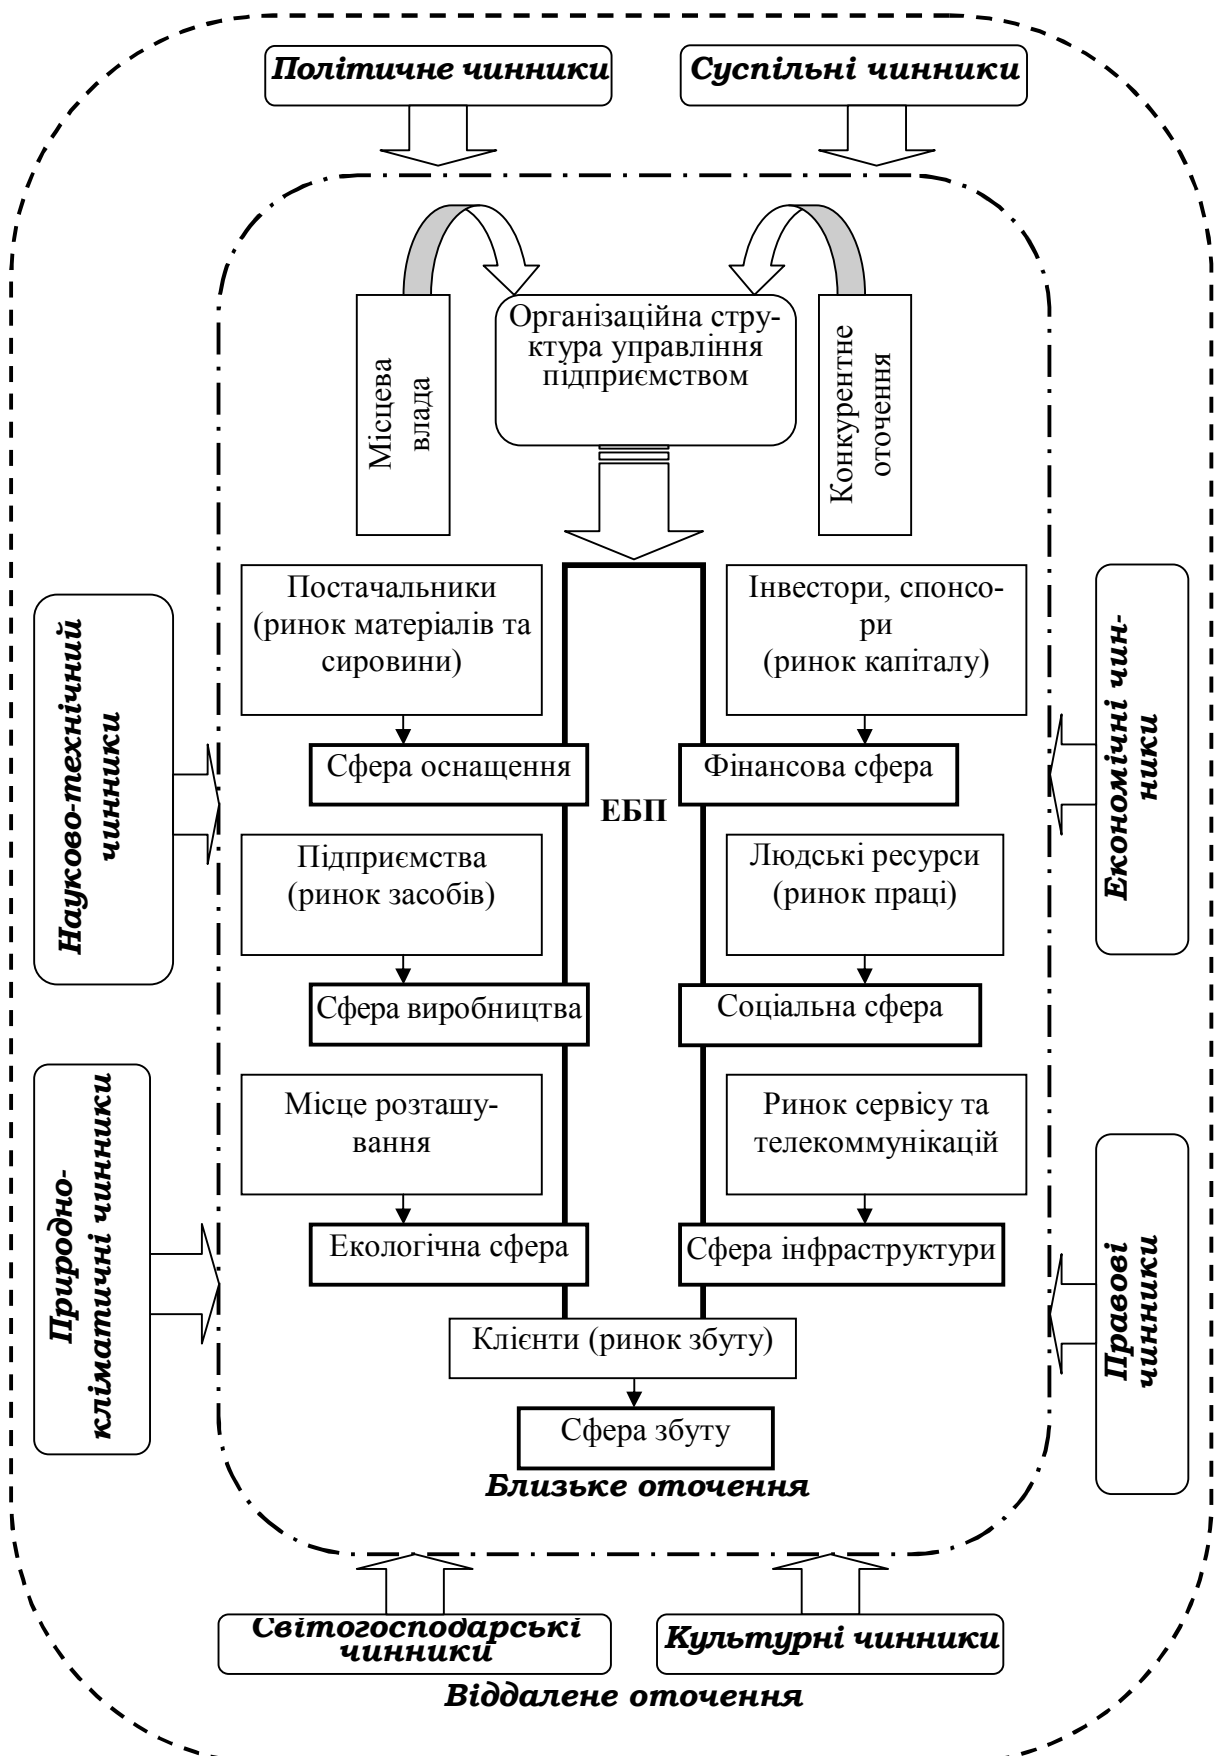 Політичне чинники
Суспільні чинники
Місцева
влада
Організаційна стру-
ктура управління
підприємством
Конкурентне
оточення
Постачальники
(ринок матеріалів та
сировини)
Інвестори, спонсо-
ри
(ринок капіталу)
Науково-технічний
чинники
Економічні чин-
ники
Сфера оснащення
Фінансова сфера
ЕБП
Підприємства
(ринок засобів)
Людські ресурси
(ринок праці)
Сфера виробництва
Соціальна сфера
Природно-
кліматичні чинники
Місце розташу-
вання
Ринок сервісу та
телекоммунікацій
Правові
чинники
Екологічна сфера
Сфера інфраструктури
Клієнти (ринок збуту)
Сфера збуту
Близьке оточення
Світогосподарські
чинники
Культурні чинники
Віддалене оточення